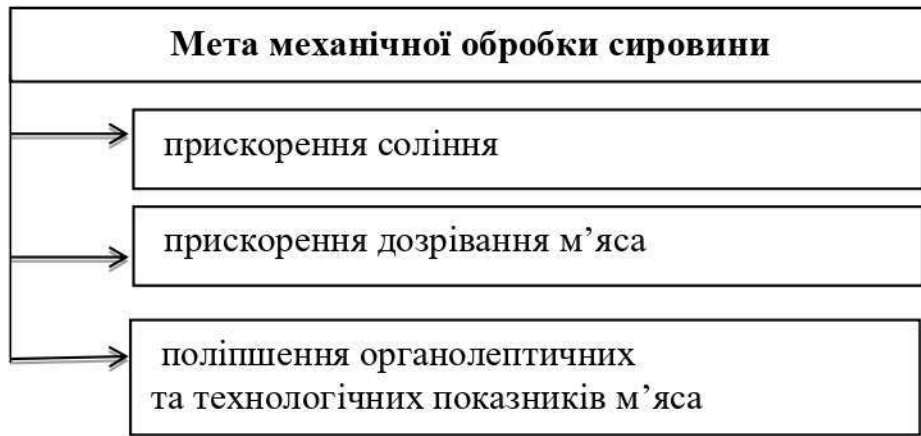 Мета механічної обробки сировини
прискорення соління
прискорення дозрівання м’яса
поліпшення органолептичних
та технологічних показників м’яса